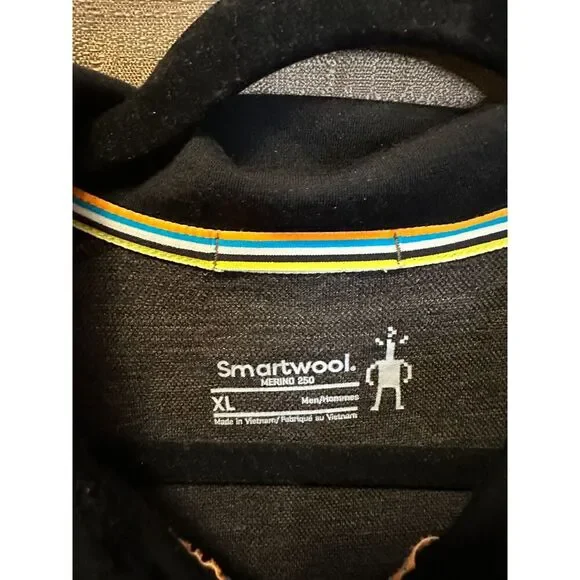 Smartwool.
MERINO 250
XL Men/Hommes
Made in Vietnam/Fabriqué au Vietnam